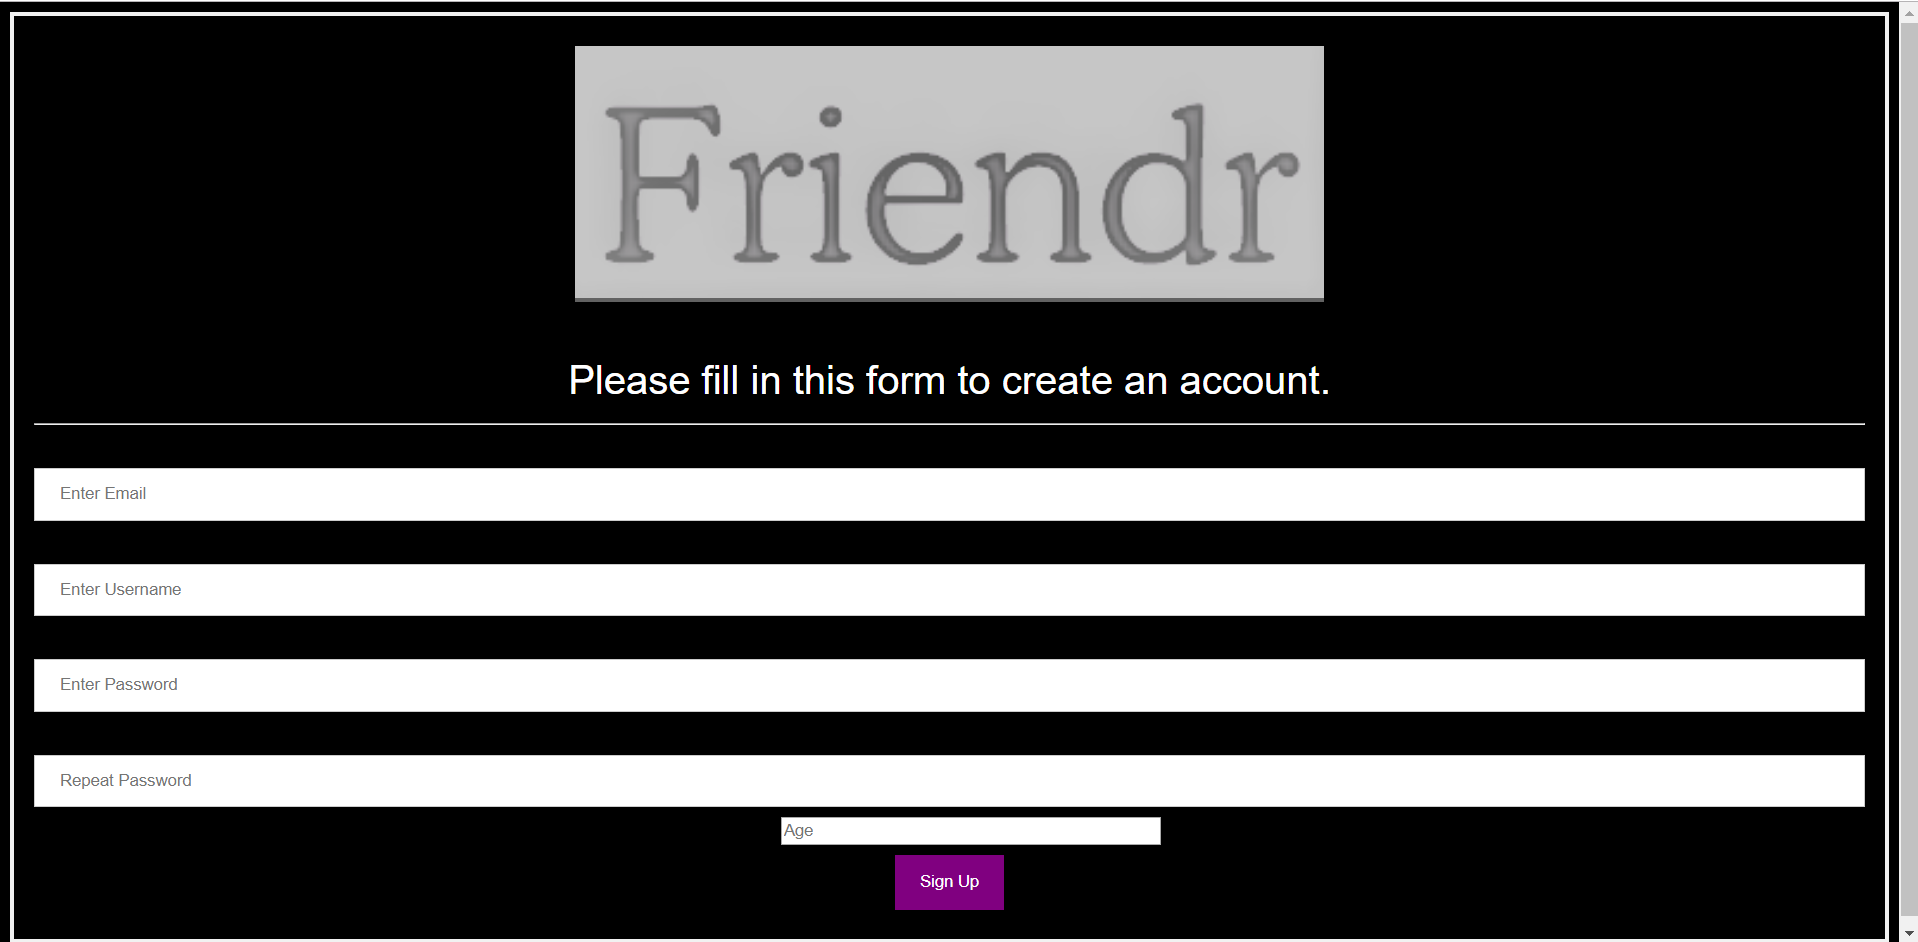 Friendr
Please fill in this form to create an account.
Enter Email
Enter Username
Enter Password
Repeat Password
Age
Sign Up